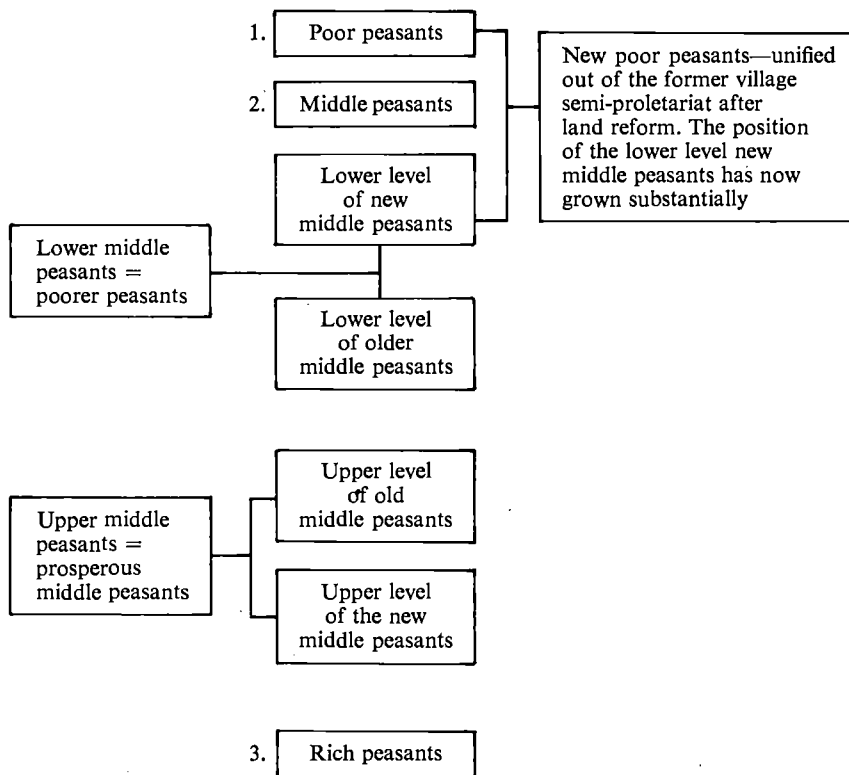 1. Poor peasants
New poor peasants—unified
out of the former village
semi-proletariat after
land reform. The position
of the lower level new
middle peasants has now
grown substantially
2. Middle peasants
Lower level
of new
middle peasants
Lower middle
peasants =
poorer peasants
Lower level
of older
middle peasants
Upper level
of old
middle peasants
Upper middle
peasants =
prosperous
middle peasants
Upper level
of the new
middle peasants
3. Rich peasants